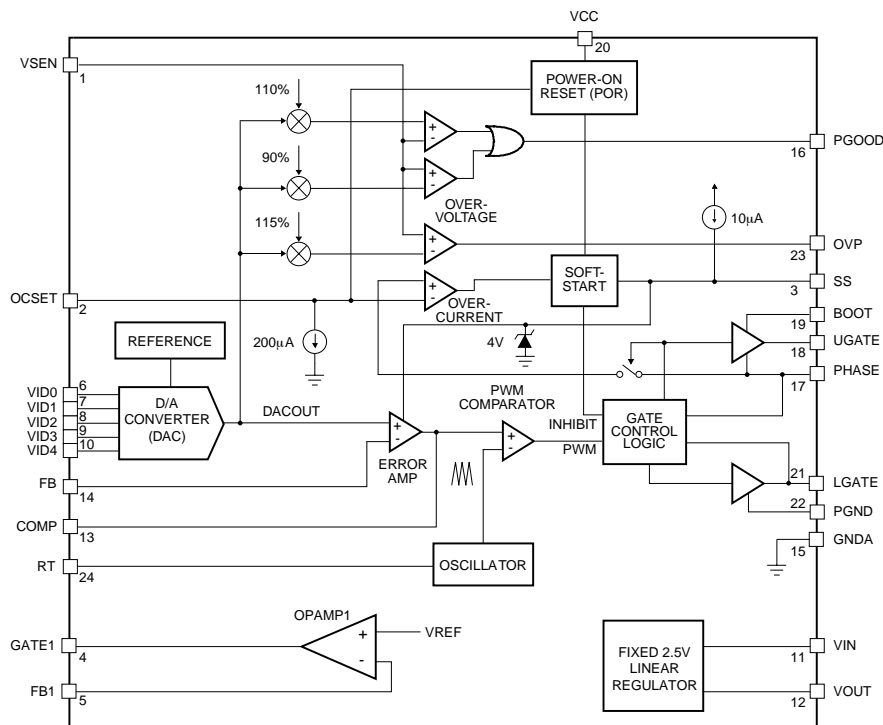 VCC
20
VSEN
1
POWER-ON
RESET (POR)
110%
90%
115%
OVER-
VOLTAGE
16
PGOOD
10µA
23
OVP
SOFT-
START
3
SS
OCSET
2
OVER-
CURRENT
200µA
4V
19
BOOT
18
UGATE
17
PHASE
REFERENCE
VID0
6
VID1
7
VID2
8
VID3
9
VID4
10
D/A
CONVERTER
(DAC)
DACOUT
PWM
COMPARATOR
INHIBIT
PWM
GATE
CONTROL
LOGIC
ERROR
AMP
FB
14
COMP
13
RT
24
OSCILLATOR
21
LGATE
22
PGND
15
GNDA
OPAMP1
VREF
GATE1
4
FB1
5
FIXED 2.5V
LINEAR
REGULATOR
11
VIN
12
VOUT